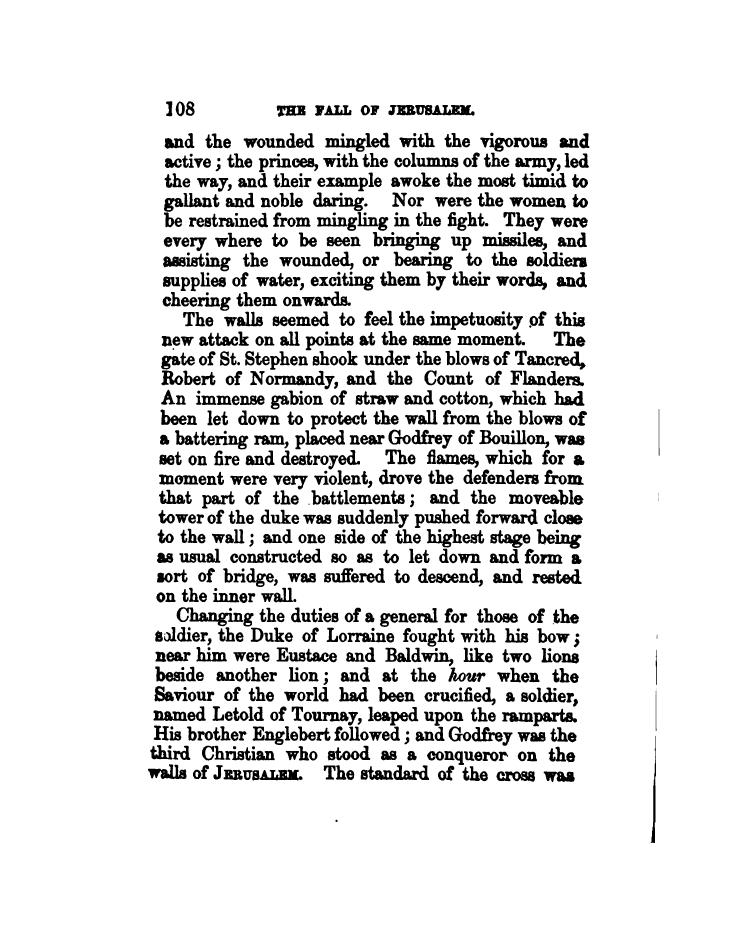 108 THE FALL OF JERUSALEM.
and the wounded mingled with the vigorous and
active ; the princes, with the columns of the army, led
the way, and their example awoke the most timid to
gallant and noble daring. Nor were the women to
be restrained from mingling in the fight. They were
every where to be seen bringing up missiles, and
assisting the wounded, or bearing to the soldiers
supplies of water, exciting them by their words, and
cheering them onwards.
The walls seemed to feel the impetuosity of this
new attack on all points at the same moment. The
gate of St. Stephen shook under the blows of Tancred,
Robert of Normandy, and the Count of Flanders.
An immense gabion of straw and cotton, which had
been let down to protect the wall from the blows of
a battering ram, placed near Godfrey of Bouillon, was
set on fire and destroyed. The flames, which for a
moment were very violent, drove the defenders from
that part of the battlements ; and the moveable
tower of the duke was suddenly pushed forward close
to the wall ; and one side of the highest stage being
as usual constructed so as to let down and form a
sort of bridge, was suffered to descend, and rested
on the inner wall.
Changing the duties of a general for those of the
soldier, the Duke of Lorraine fought with his bow ;
near him were Eustace and Baldwin, like two lions
beside another lion ; and at the hour when the
Saviour of the world had been crucified, a soldier,
named Letold of Tournay, leaped upon the ramparts.
His brother Englebert followed ; and Godfrey was the
third Christian who stood as a conqueror on the
walls of JERUSALEM. The standard of the cross was